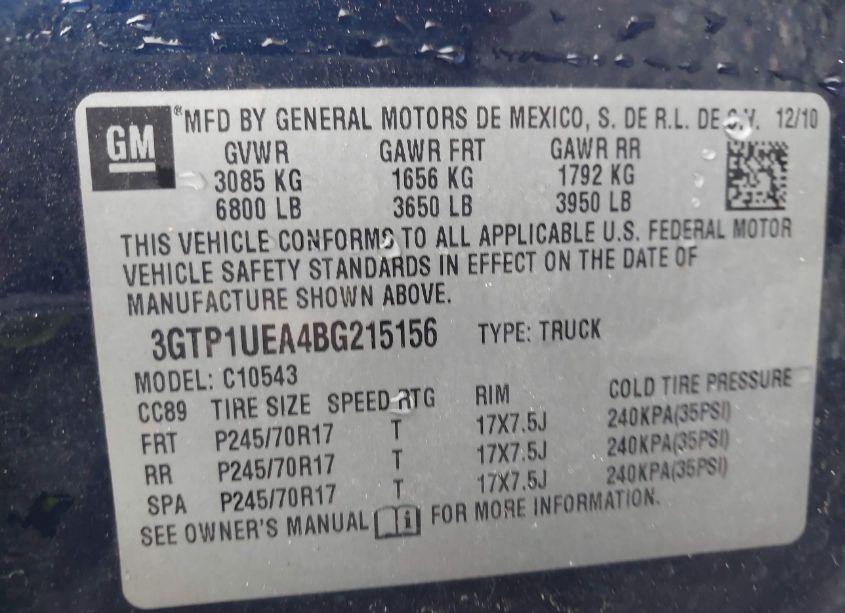 GM
®MFD BY GENERAL MOTORS DE MEXICO, S. DE R.L. DE C.V. 12/10
GVWR GAWR FRT GAWR RR
3085 KG 1656 KG 1792 KG
6800 LB 3650 LB 3950 LB
THIS VEHICLE CONFORMS TO ALL APPLICABLE U.S. FEDERAL MOTOR
VEHICLE SAFETY STANDARDS IN EFFECT ON THE DATE OF
MANUFACTURE SHOWN ABOVE.
3GTP1UEA4BG215156 TYPE: TRUCK
MODEL: C10543
CC89 TIRE SIZE SPEED RTG RIM COLD TIRE PRESSURE
FRT P245/70R17 T 17X7.5J 240KPA(35PSI)
RR P245/70R17 T 17X7.5J 240KPA(35PSI)
SPA P245/70R17 T 17X7.5J 240KPA(35PSI)
SEE OWNER'S MANUAL FOR MORE INFORMATION.